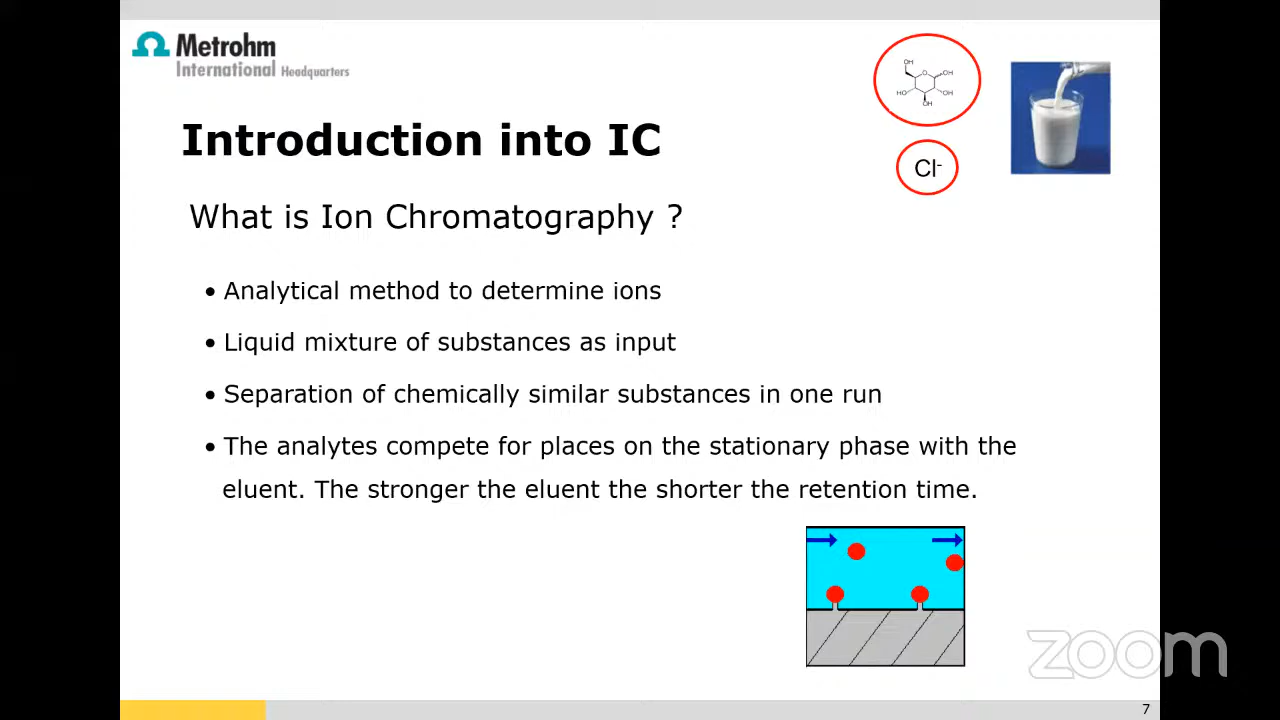 Metrohm
International Headquarters
OH
O
OH
HO
OH
OH
Cl-
Introduction into IC
What is Ion Chromatography ?
• Analytical method to determine ions
• Liquid mixture of substances as input
• Separation of chemically similar substances in one run
• The analytes compete for places on the stationary phase with the
eluent. The stronger the eluent the shorter the retention time.
zoom
7